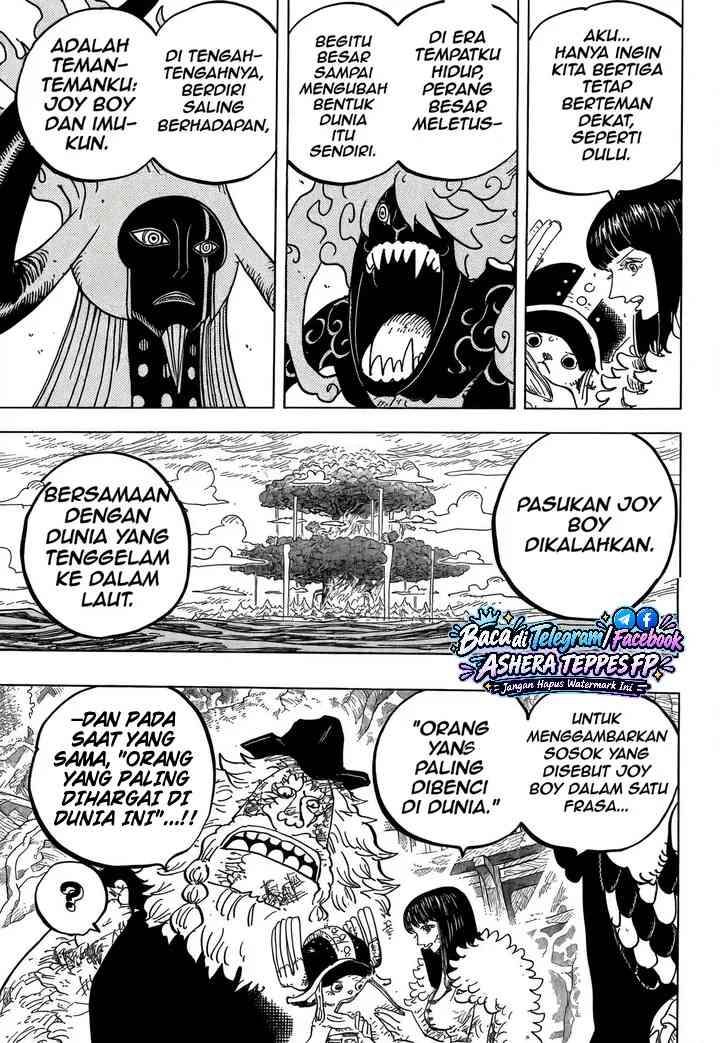 AKU...
HANYA INGIN
KITA BERTIGA
TETAP
BERTEMAN
DEKAT,
SEPERTI
DULU.
DI ERA
TEMPATKU
HIDUP,
PERANG
BESAR
MELETUS–
BEGITU
BESAR
SAMPAI
MENGUBAH
BENTUK
DUNIA
ITU
SENDIRI.
DI TENGAH-
TENGAHNYA,
BERDIRI
SALING
BERHADAPAN,
ADALAH
TEMAN-
TEMANKU:
JOY BOY
DAN IMU-
KUN.
PASUKAN JOY
BOY
DIKALAHKAN.
BERSAMAAN
DENGAN
DUNIA YANG
TENGGELAM
KE DALAM
LAUT.
Baca di Telegram/Facebook
ASHERA TEPPES FP
Jangan Hapus Watermark Ini
UNTUK
MENGGAMBARKAN
SOSOK YANG
DISEBUT JOY
BOY DALAM SATU
FRASA...
"ORANG
YANG
PALING
DIBENCI
DI DUNIA."
–DAN PADA
SAAT YANG
SAMA, "ORANG
YANG PALING
DIHARGAI DI
DUNIA INI"...!!
?